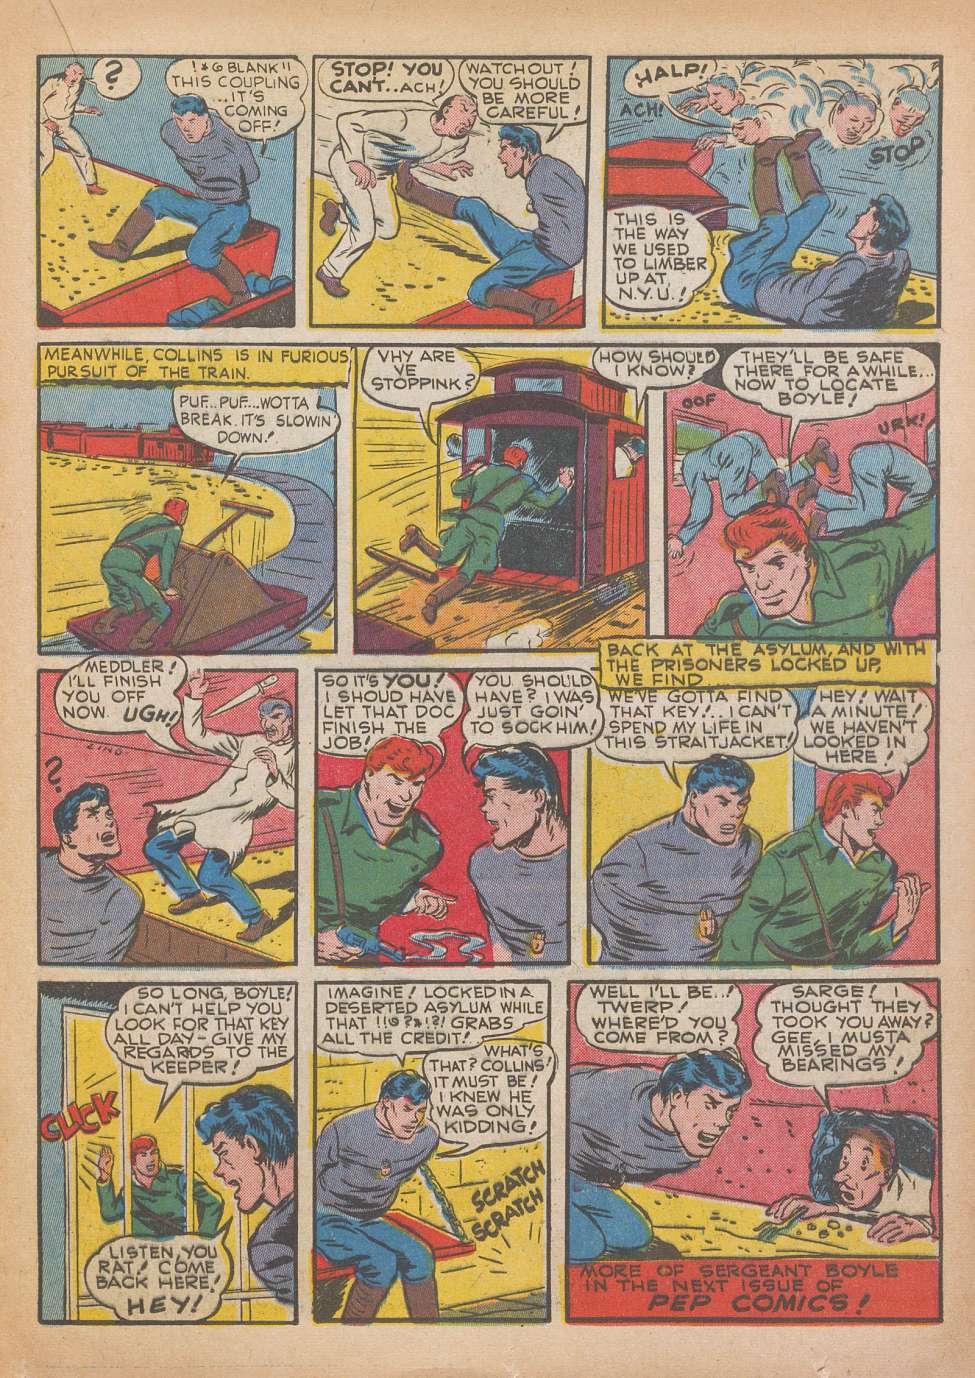 ?
!*G BLANK!!
THIS COUPLING
...IT'S
COMING
OFF!
STOP! YOU
CAN'T..ACH!
WATCH OUT!
YOU SHOULD
BE MORE
CAREFUL!
HALP!
ACH!
STOP
THIS IS
THE WAY
WE USED
TO LIMBER
UP AT
N.Y.U.!
MEANWHILE, COLLINS IS IN FURIOUS
PURSUIT OF THE TRAIN.
PUF...PUF....WOTTA
BREAK. IT'S SLOWIN'
DOWN!
VHY ARE
VE
STOPPINK?
HOW SHOULD
I KNOW?
THEY'LL BE SAFE
THERE FOR A WHILE...
NOW TO LOCATE
BOYLE!
OOF
URK!
MEDDLER!
I'LL FINISH
YOU OFF
NOW. UGH!
ZING
?
SO IT'S YOU!
I SHOUD HAVE
LET THAT DOC
FINISH THE
JOB!
YOU SHOULD
HAVE? I WAS
JUST GOIN'
TO SOCK HIM!
BACK AT THE ASYLUM, AND WITH
THE PRISONERS LOCKED UP,
WE FIND
WE'VE GOTTA FIND
THAT KEY!.. I CAN'T
SPEND MY LIFE IN
THIS STRAITJACKET!
HEY! WAIT
A MINUTE!
WE HAVEN'T
LOOKED IN
HERE!
SO LONG, BOYLE!
I CAN'T HELP YOU
LOOK FOR THAT KEY
ALL DAY-GIVE MY
REGARDS TO THE
KEEPER!
CLICK
LISTEN, YOU
RAT! COME
BACK HERE!
HEY!
IMAGINE! LOCKED IN A
DESERTED ASYLUM WHILE
THAT !!@?*!?! GRABS
ALL THE CREDIT!
WHAT'S
THAT? COLLINS!
IT MUST BE!
I KNEW HE
WAS ONLY
KIDDING!
SCRATCH
SCRATCH
WELL I'LL BE..!
TWERP!
WHERE'D YOU
COME FROM?
SARGE! I
THOUGHT THEY
TOOK YOU AWAY?
GEE, I MUSTA
MISSED MY
BEARINGS!
MORE OF SERGEANT BOYLE
IN THE NEXT ISSUE OF
PEP COMICS!